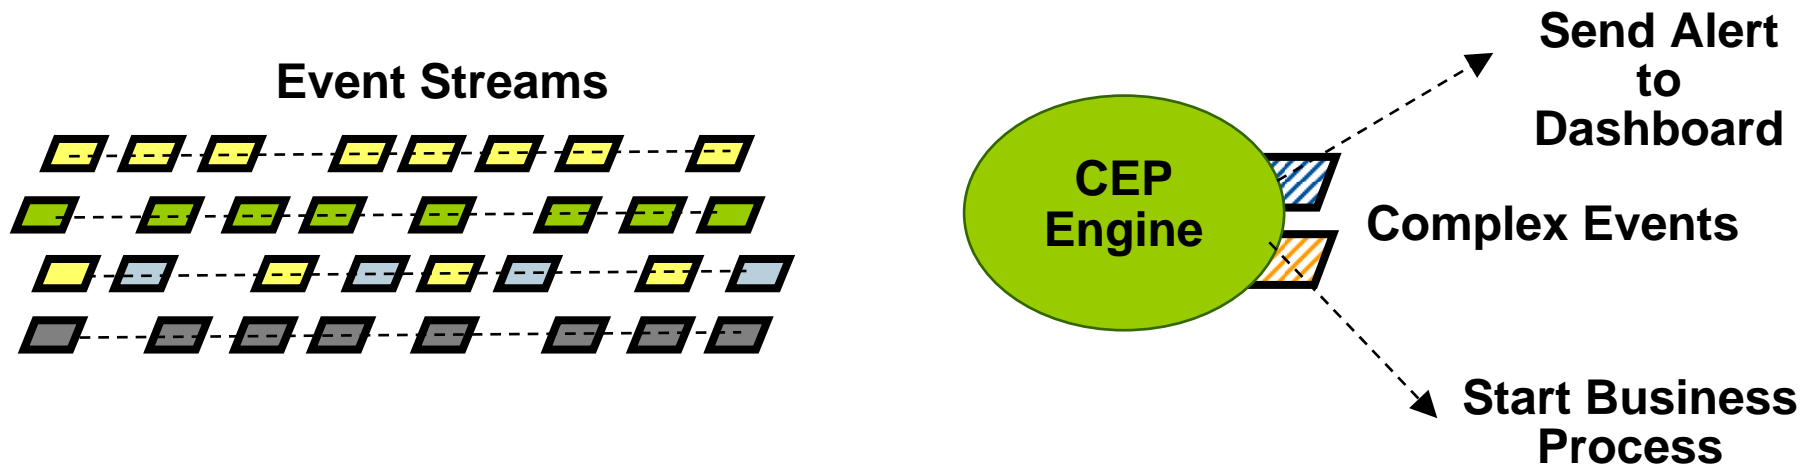 Event Streams
CEP
Engine
Send Alert
to
Dashboard
Complex Events
Start Business
Process